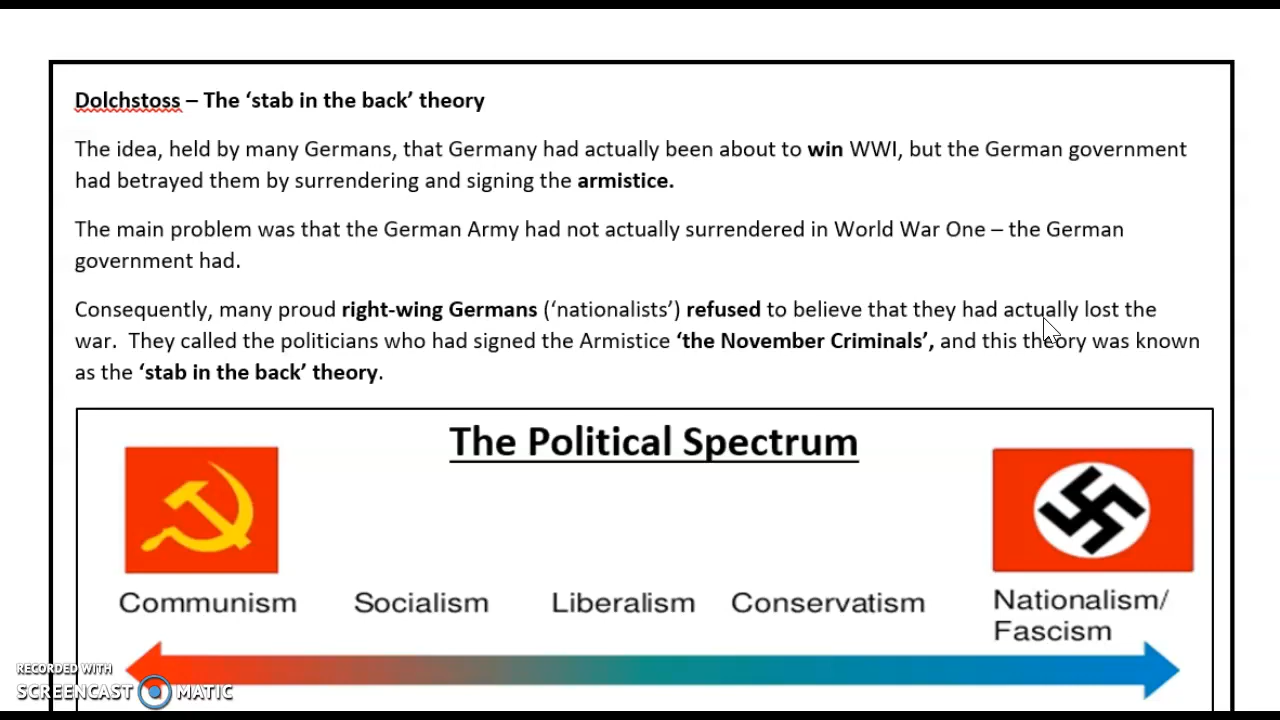 Dolchstoss – The ‘stab in the back’ theory
The idea, held by many Germans, that Germany had actually been about to win WWI, but the German government
had betrayed them by surrendering and signing the armistice.
The main problem was that the German Army had not actually surrendered in World War One – the German
government had.
Consequently, many proud right-wing Germans (‘nationalists’) refused to believe that they had actually lost the
war.  They called the politicians who had signed the Armistice ‘the November Criminals’, and this theory was known
as the ‘stab in the back’ theory.
The Political Spectrum
Communism Socialism Liberalism Conservatism Nationalism/
Fascism
RECORDED WITH
SCREENCAST MATIC